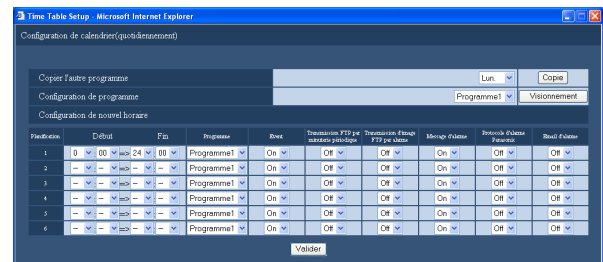 Time Table Setup - Microsoft Internet Explorer
Configuration de calendrier(quotidiennement)
Copier l'autre programme Lun. Copie
Configuration de programme Programme1 Visionnement
Configuration de nouvel horaire
Planification Début Fin Programme Event Transmission FTP par minuterie périodique Transmission d'image FTP par alarme Message d'alarme Protocole d'alarme Panasonic Email d'alarme
1 0 : 00 => 24 : 00 Programme1 On Off Off On Off Off
2 -- : -- => -- : -- Programme1 On Off Off On Off Off
3 -- : -- => -- : -- Programme1 On Off Off On Off Off
4 -- : -- => -- : -- Programme1 On Off Off On Off Off
5 -- : -- => -- : -- Programme1 On Off Off On Off Off
6 -- : -- => -- : -- Programme1 On Off Off On Off Off
Valider